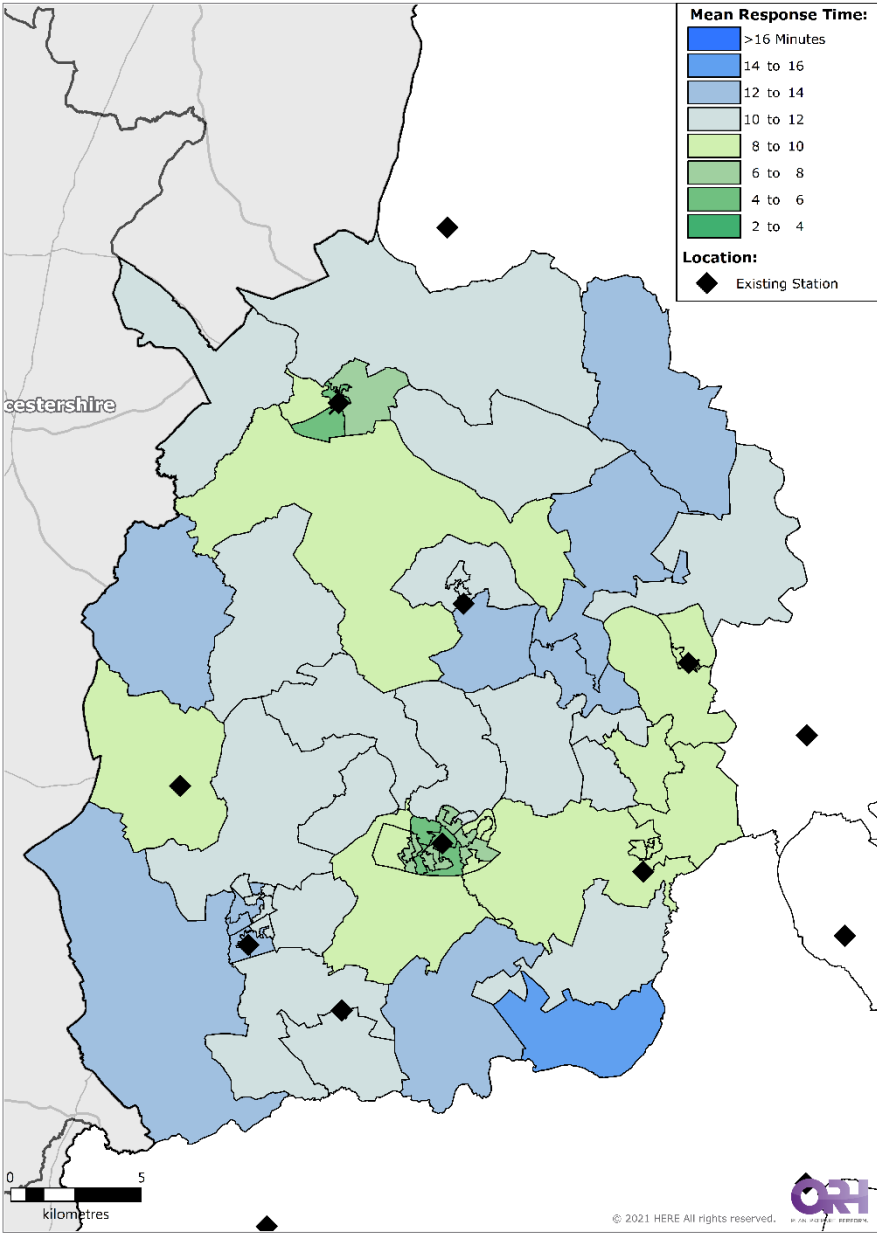 Mean Response Time:
>16 Minutes
14 to 16
12 to 14
10 to 12
8 to 10
6 to 8
4 to 6
2 to 4
Location:
Existing Station
cestershire
0 5
kilometres
© 2021 HERE All rights reserved.
ORH